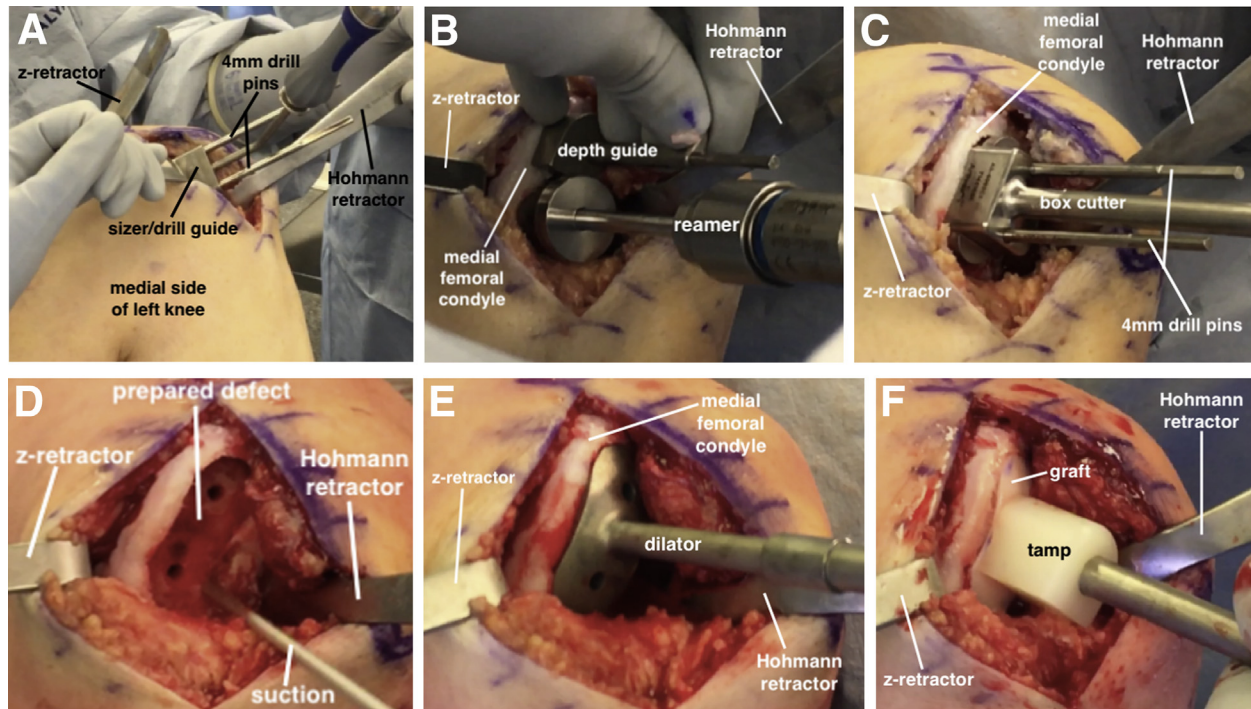 A
z-retractor
4mm drill
pins
Hohmann
retractor
sizer/drill guide
medial side
of left knee
B
Hohmann
retractor
z-retractor
depth guide
reamer
medial
femoral
condyle
C
medial
femoral
condyle
Hohmann
retractor
box cutter
z-retractor
4mm drill pins
D
prepared defect
z-retractor
Hohmann
retractor
suction
E
medial
femoral
condyle
z-retractor
dilator
Hohmann
retractor
F
Hohmann
retractor
graft
tamp
z-retractor